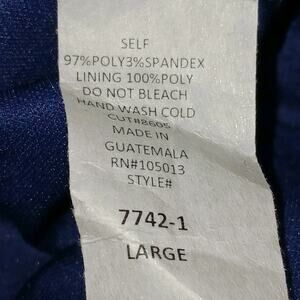 SELF
97%POLY3%SPANDEX
LINING 100%POLY
DO NOT BLEACH
HAND WASH COLD
CUT#8605
MADE IN
GUATEMALA
RN#105013
STYLE#
7742-1
LARGE